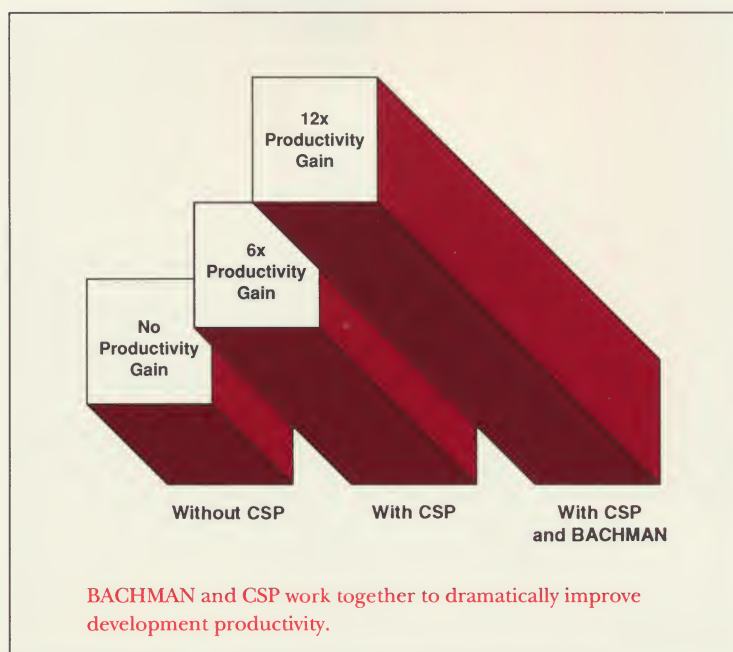 12x
Productivity
Gain
6x
Productivity
Gain
No
Productivity
Gain
Without CSP
With CSP
With CSP
and BACHMAN
BACHMAN and CSP work together to dramatically improve
development productivity.